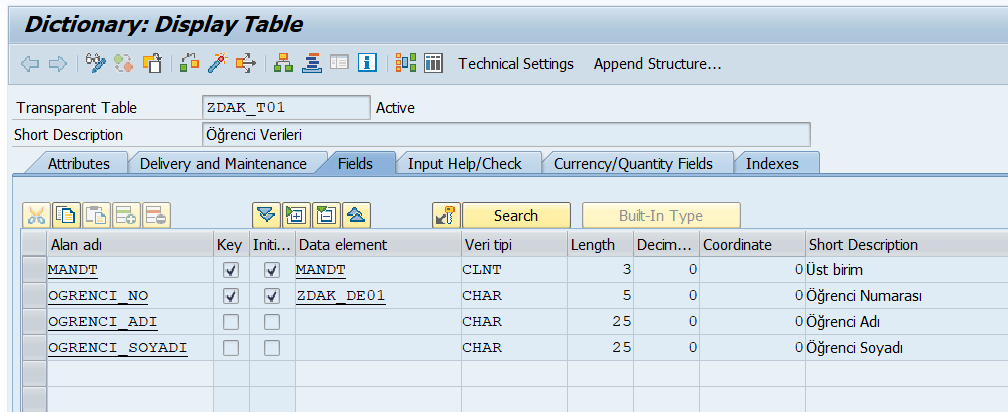 Dictionary: Display Table
Technical Settings Append Structure...
Transparent Table ZDAK_T01 Active
Short Description Öğrenci Verileri
Attributes Delivery and Maintenance Fields Input Help/Check Currency/Quantity Fields Indexes
Search Built-In Type
Alan adı Key Initi... Data element Veri tipi Length Decim... Coordinate Short Description
MANDT MANDT CLNT 3 0 0 Üst birim
OGRENCI_NO ZDAK_DE01 CHAR 5 0 0 Öğrenci Numarası
OGRENCI_ADI CHAR 25 0 0 Öğrenci Adı
OGRENCI_SOYADI CHAR 25 0 0 Öğrenci Soyadı